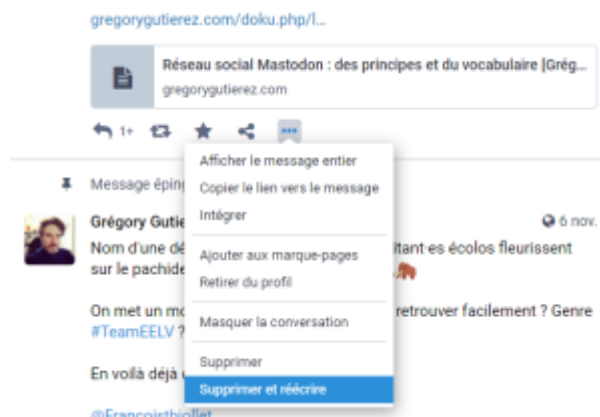 gregorygutierez.com/doku.php/l...
Réseau social Mastodon : des principes et du vocabulaire [Grég...
gregorygutierez.com
1+
Afficher le message entier
Message épin
Copier le lien vers le message
Intégrer
Grégory Gutie
6 nov.
Nom d'une dé
itant·es écolos fleurissent
Ajouter aux marque-pages
sur le pachide
Retirer du profil
On met un mo
retrouver facilement ? Genre
Masquer la conversation
#TeamEELV ?
Supprimer
En voilà déjà
Supprimer et réécrire
@Francoisthiollet